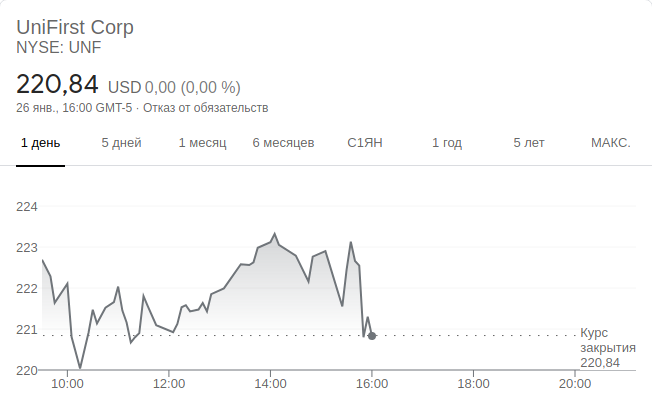 UniFirst Corp
NYSE: UNF
220,84 USD 0,00 (0,00 %)
26 янв., 16:00 GMT-5 · Отказ от обязательств
1 день 5 дней 1 месяц 6 месяцев С1ЯН 1 год 5 лет МАКС.
224
223
222
221
220
Курс
закрытия
220,84
10:00 12:00 14:00 16:00 18:00 20:00